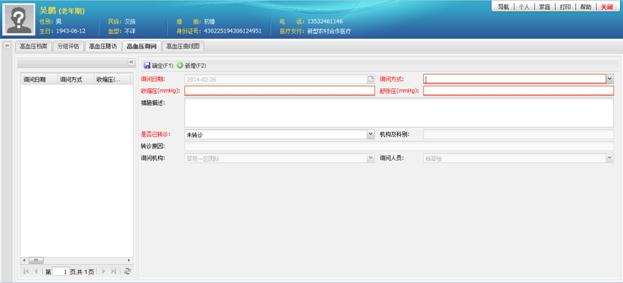 吴鹏 (老年期)
导航 | 个人 | 家庭 | 打印 | 帮助 | 关闭
性别: 男 民族: 汉族 婚 姻: 初婚 电 话: 13532461146
生日: 1943-06-12 血型: 不详 身份证号: 430225194306124951 医疗支付: 新型农村合作医疗
高血压档案 分组评估 高血压随访 高血压询问 高血压曲线图
确定(F1) 新增(F2)
询问日期 询问方式 收缩压(...
询问日期: 2014-02-26 询问方式:
收缩压(mmHg): 舒张压(mmHg):
措施描述:
是否已转诊: 未转诊 机构及科别:
转诊原因:
询问机构: 询问人员:
第 1 页,共 1 页